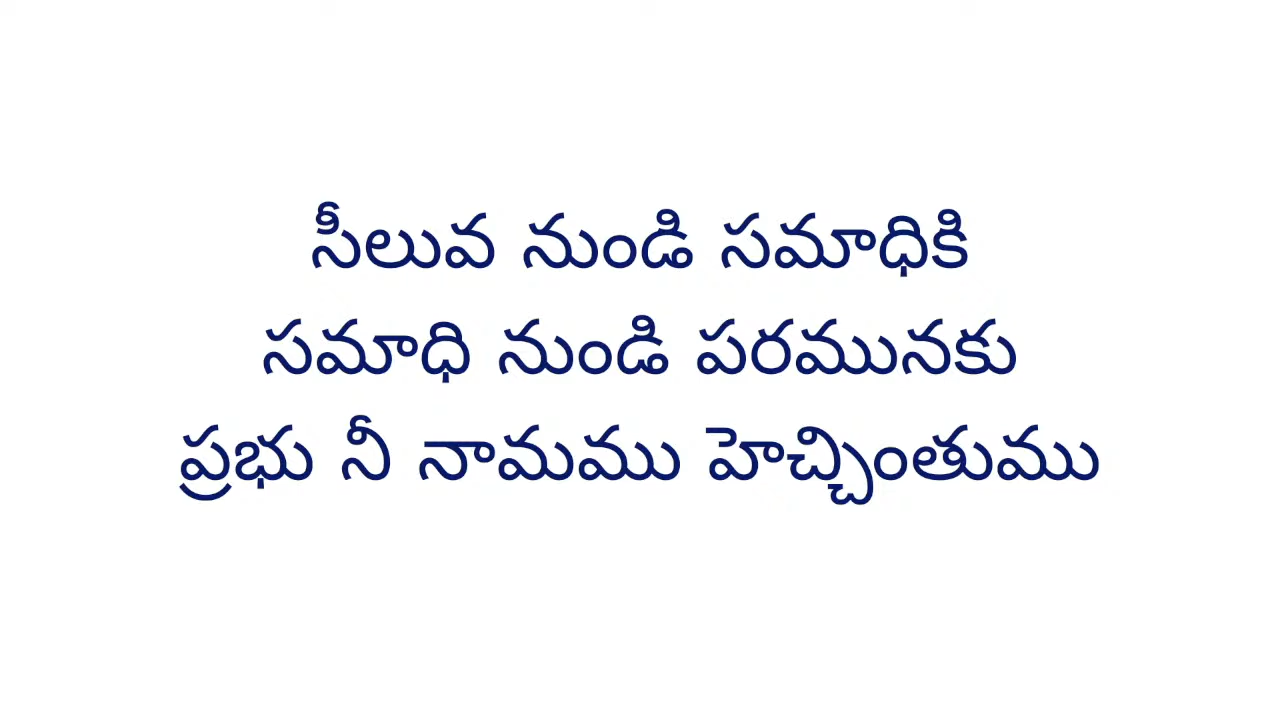 సీలువ నుండి సమాధికి
సమాధి నుండి పరమునకు
ప్రభు నీ నామము హెచ్చింతుము